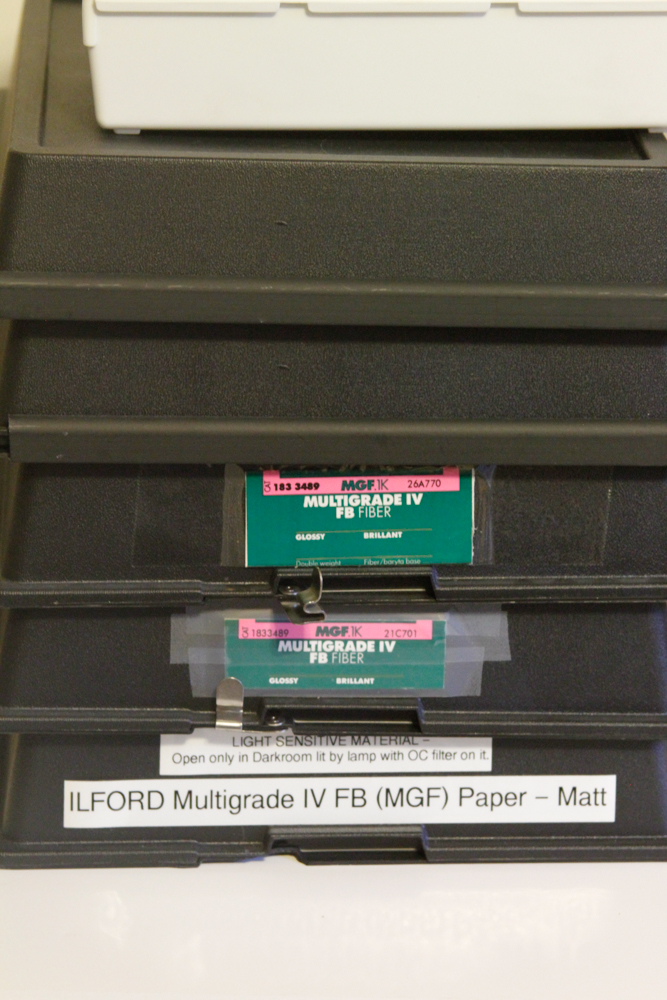 183 3489 MGF.1K 26A770
MULTIGRADE IV
FB FIBER
GLOSSY BRILLANT
Double weight Fiber/baryta base
1833489 MGF.1K 21C701
MULTIGRADE IV
FB FIBER
GLOSSY BRILLANT
LIGHT SENSITIVE MATERIAL –
Open only in Darkroom lit by lamp with OC filter on it.
ILFORD Multigrade IV FB (MGF) Paper – Matt